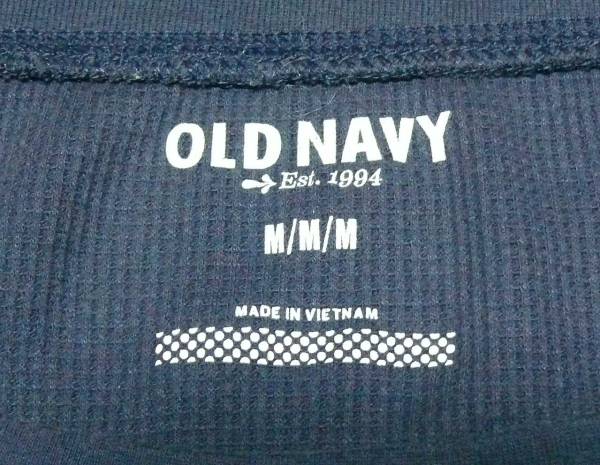 OLD NAVY
Est. 1994
M/M/M
MADE IN VIETNAM